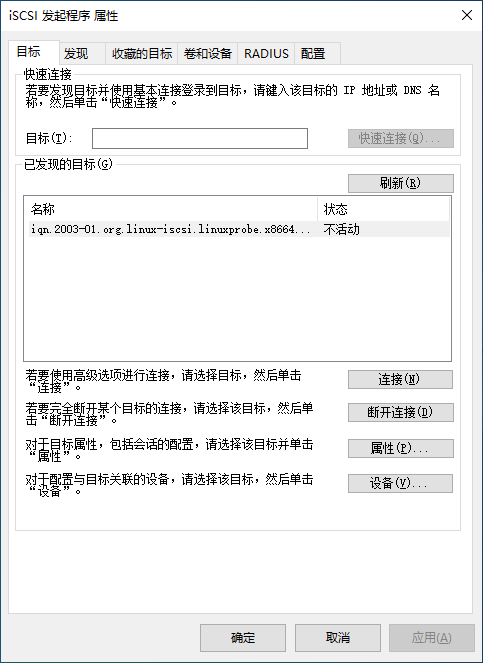 iSCSI 发起程序 属性
目标 发现 收藏的目标 卷和设备 RADIUS 配置
快速连接
若要发现目标并使用基本连接登录到目标，请键入该目标的 IP 地址或 DNS 名
称，然后单击“快速连接”。
目标(T): 快速连接(Q)...
已发现的目标(G)
刷新(R)
名称 状态
iqn.2003-01.org.linux-iscsi.linuxprobe.x8664... 不活动
若要使用高级选项进行连接，请选择目标，然后单击
“连接”。
连接(N)
若要完全断开某个目标的连接，请选择该目标，然后单
击“断开连接”。
断开连接(D)
对于目标属性，包括会话的配置，请选择该目标并单击
“属性”。
属性(P)...
对于配置与目标关联的设备，请选择该目标，然后单击
“设备”。
设备(V)...
确定 取消 应用(A)